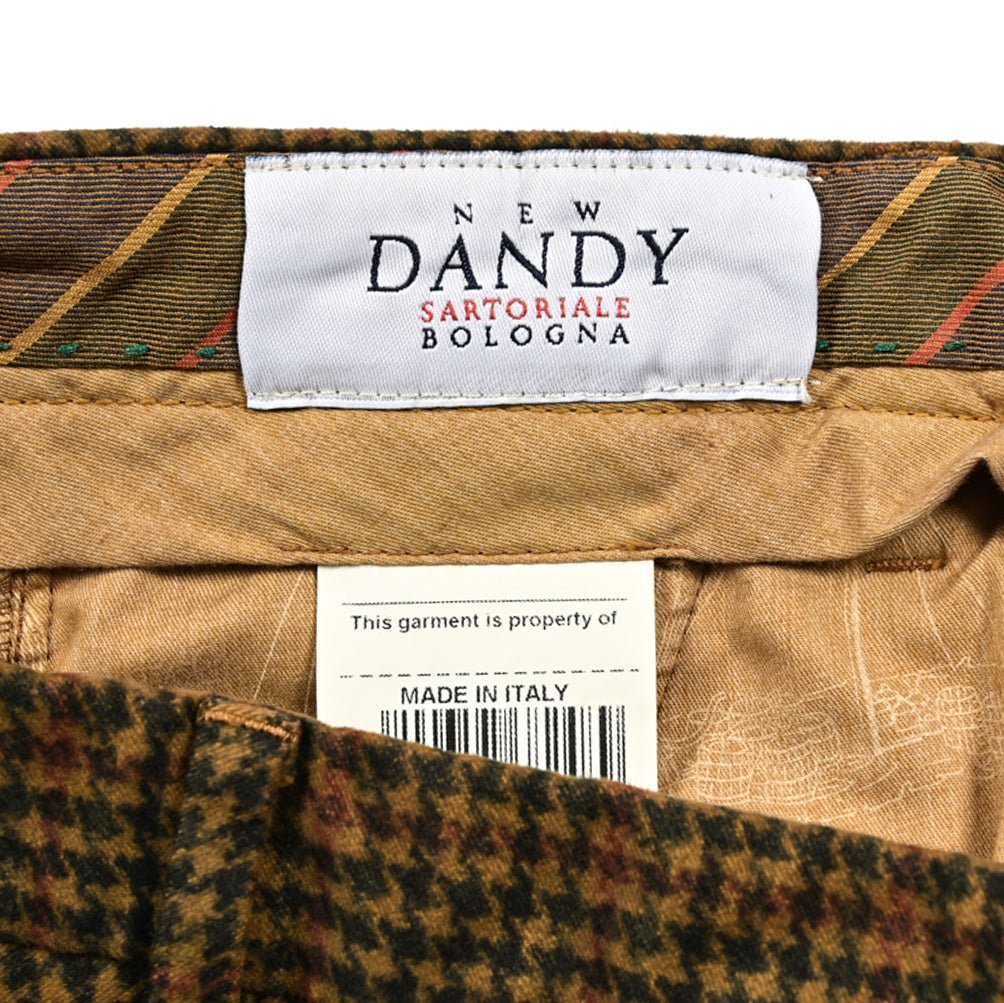 NEW
DANDY
SARTORIALE
BOLOGNA
This garment is property of
MADE IN ITALY